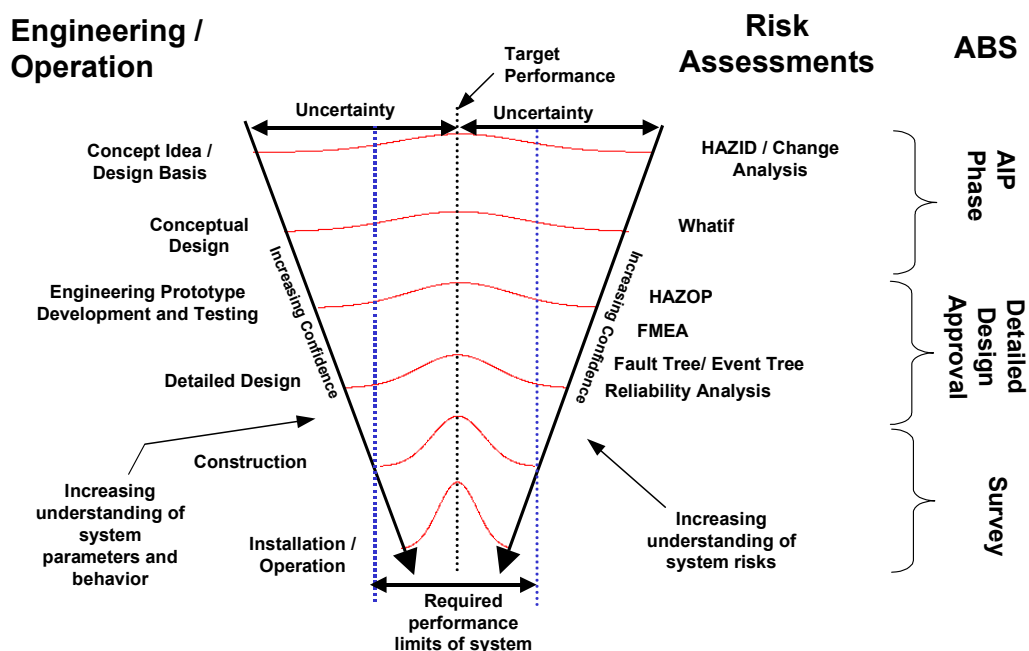 Engineering /
Operation
Target
Performance
Risk
Assessments
ABS
Uncertainty
Uncertainty
Concept Idea /
Design Basis
HAZID / Change
Analysis
AIP
Phase
Conceptual
Design
Whatif
Increasing Confidence
Increasing Confidence
Engineering Prototype
Development and Testing
HAZOP
FMEA
Fault Tree/ Event Tree
Reliability Analysis
Detailed
Design
Approval
Detailed Design
Construction
Increasing
understanding of
system
parameters and
behavior
Increasing
understanding of
system risks
Survey
Installation /
Operation
Required
performance
limits of system